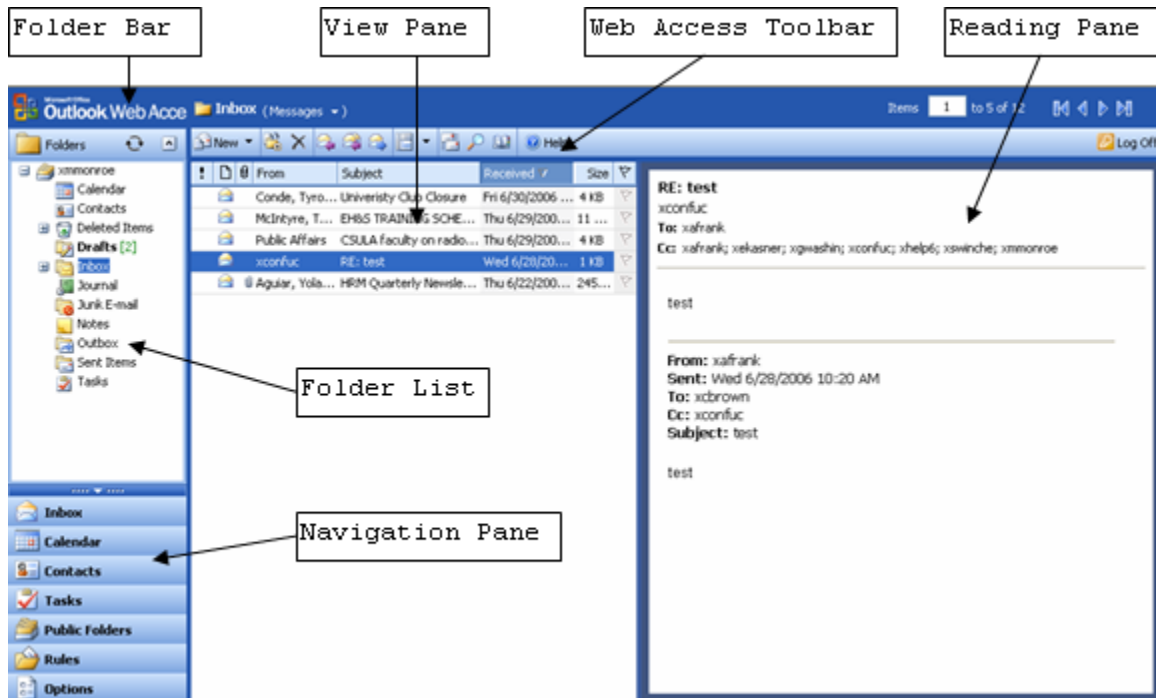 Folder Bar
View Pane
Web Access Toolbar
Reading Pane
Microsoft Office
Outlook Web Acce
Inbox (Messages)
Items 1 to 5 of 12
Folders
New
Help
Log Off
xmmonroe
Calendar
Contacts
Deleted Items
Drafts [2]
Inbox
Journal
Junk E-mail
Notes
Outbox
Sent Items
Tasks
! From Subject Received Size
Conde, Tyro... Univeristy Club Closure Fri 6/30/2006 ... 4 KB
McIntyre, T... EH&S TRAINING SCHE... Thu 6/29/200... 11 ...
Public Affairs CSULA faculty on radio... Thu 6/29/200... 4 KB
xconfuc RE: test Wed 6/28/20... 1 KB
Aguiar, Yola... HRM Quarterly Newsle... Thu 6/22/200... 245...
RE: test
xconfuc
To: xafrank
Cc: xafrank; xekasner; xgwashin; xconfuc; xhelp6; xswinche; xmmonroe
test
From: xafrank
Sent: Wed 6/28/2006 10:20 AM
To: xcbrown
Cc: xconfuc
Subject: test
test
Folder List
Navigation Pane
Inbox
Calendar
Contacts
Tasks
Public Folders
Rules
Options